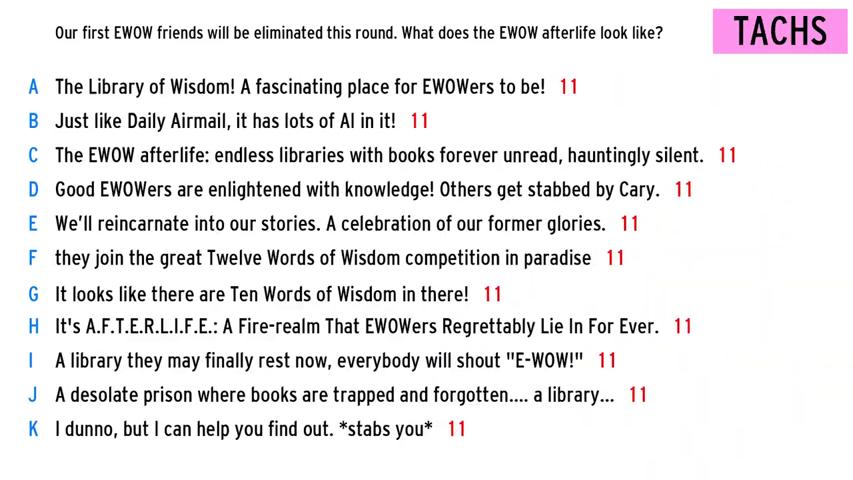 Our first EWOW friends will be eliminated this round. What does the EWOW afterlife look like?
TACHS
A The Library of Wisdom! A fascinating place for EWOWers to be! 11
B Just like Daily Airmail, it has lots of AI in it! 11
C The EWOW afterlife: endless libraries with books forever unread, hauntingly silent. 11
D Good EWOWers are enlightened with knowledge! Others get stabbed by Cary. 11
E We'll reincarnate into our stories. A celebration of our former glories. 11
F they join the great Twelve Words of Wisdom competition in paradise 11
G It looks like there are Ten Words of Wisdom in there! 11
H It's A.F.T.E.R.L.I.F.E.: A Fire-realm That EWOWers Regrettably Lie In For Ever. 11
I A library they may finally rest now, everybody will shout "E-WOW!" 11
J A desolate prison where books are trapped and forgotten.... a library... 11
K I dunno, but I can help you find out. *stabs you* 11